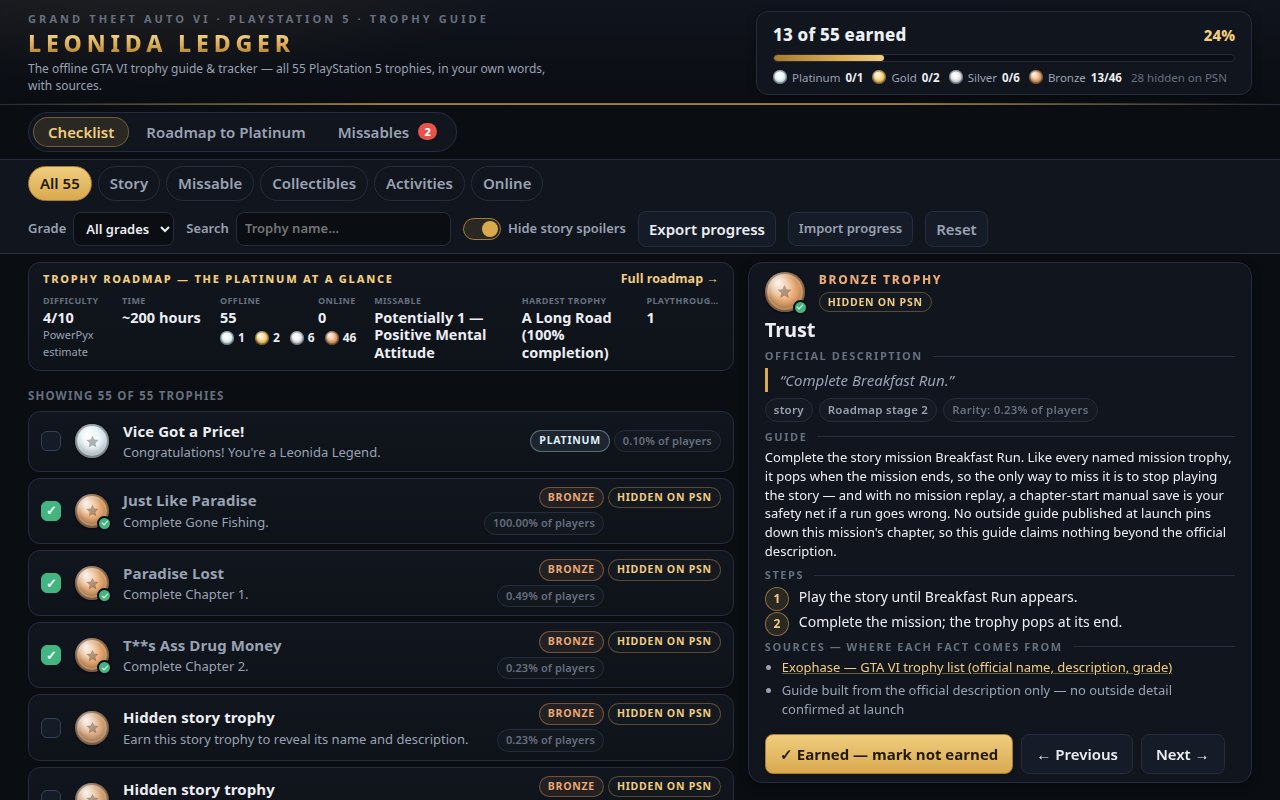 GRAND THEFT AUTO VI · PLAYSTATION 5 · TROPHY GUIDE
LEONIDA LEDGER
The offline GTA VI trophy guide & tracker — all 55 PlayStation 5 trophies, in your own words,
with sources.
13 of 55 earned
24%
Platinum 0/1 Gold 0/2 Silver 0/6 Bronze 13/46 28 hidden on PSN
Checklist
Roadmap to Platinum
Missables 2
All 55
Story
Missable
Collectibles
Activities
Online
Grade
All grades
Search
Trophy name...
Hide story spoilers
Export progress
Import progress
Reset
TROPHY ROADMAP — THE PLATINUM AT A GLANCE
Full roadmap →
DIFFICULTY
4/10
PowerPyx
estimate
TIME
~200 hours
OFFLINE
55
1 2 6 46
ONLINE
0
MISSABLE
Potentially 1 —
Positive Mental
Attitude
HARDEST TROPHY
A Long Road
(100%
completion)
PLAYTHROUG...
1
SHOWING 55 OF 55 TROPHIES
Vice Got a Price!
Congratulations! You're a Leonida Legend.
PLATINUM
0.10% of players
Just Like Paradise
Complete Gone Fishing.
BRONZE
HIDDEN ON PSN
100.00% of players
Paradise Lost
Complete Chapter 1.
BRONZE
HIDDEN ON PSN
0.49% of players
T**s Ass Drug Money
Complete Chapter 2.
BRONZE
HIDDEN ON PSN
0.23% of players
Hidden story trophy
Earn this story trophy to reveal its name and description.
BRONZE
HIDDEN ON PSN
0.23% of players
Hidden story trophy
BRONZE
HIDDEN ON PSN
BRONZE TROPHY
HIDDEN ON PSN
Trust
OFFICIAL DESCRIPTION
“Complete Breakfast Run.”
story
Roadmap stage 2
Rarity: 0.23% of players
GUIDE
Complete the story mission Breakfast Run. Like every named mission trophy,
it pops when the mission ends, so the only way to miss it is to stop playing
the story — and with no mission replay, a chapter-start manual save is your
safety net if a run goes wrong. No outside guide published at launch pins
down this mission's chapter, so this guide claims nothing beyond the official
description.
STEPS
1 Play the story until Breakfast Run appears.
2 Complete the mission; the trophy pops at its end.
SOURCES — WHERE EACH FACT COMES FROM
• Exophase — GTA VI trophy list (official name, description, grade)
• Guide built from the official description only — no outside detail
confirmed at launch
✓ Earned — mark not earned
← Previous
Next →